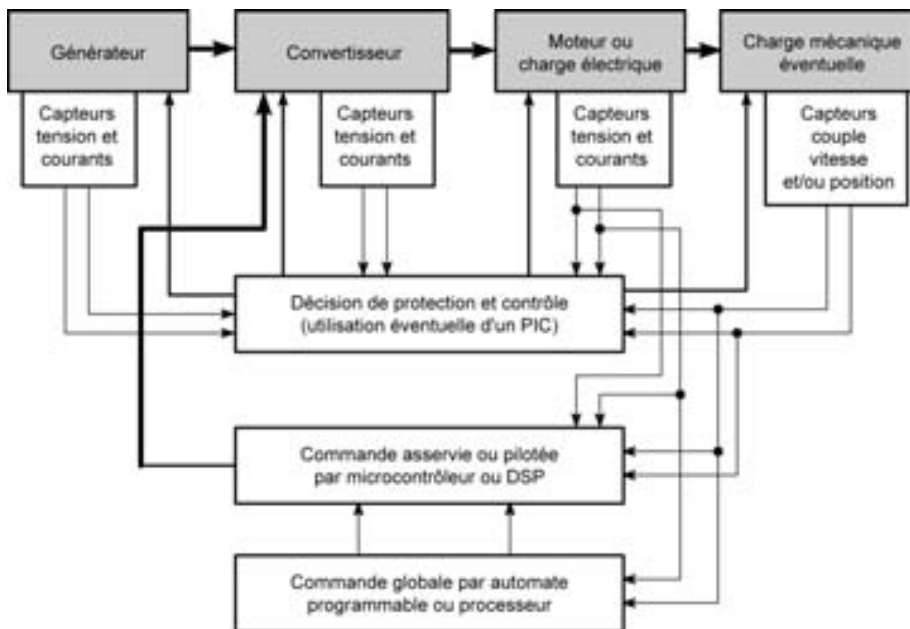 Générateur
Convertisseur
Moteur ou
charge électrique
Charge mécanique
éventuelle
Capteurs
tension et
courants
Capteurs
tension et
courants
Capteurs
tension et
courants
Capteurs
couple
vitesse
et/ou position
Décision de protection et contrôle
(utilisation éventuelle d'un PIC)
Commande asservie ou pilotée
par microcontrôleur ou DSP
Commande globale par automate
programmable ou processeur